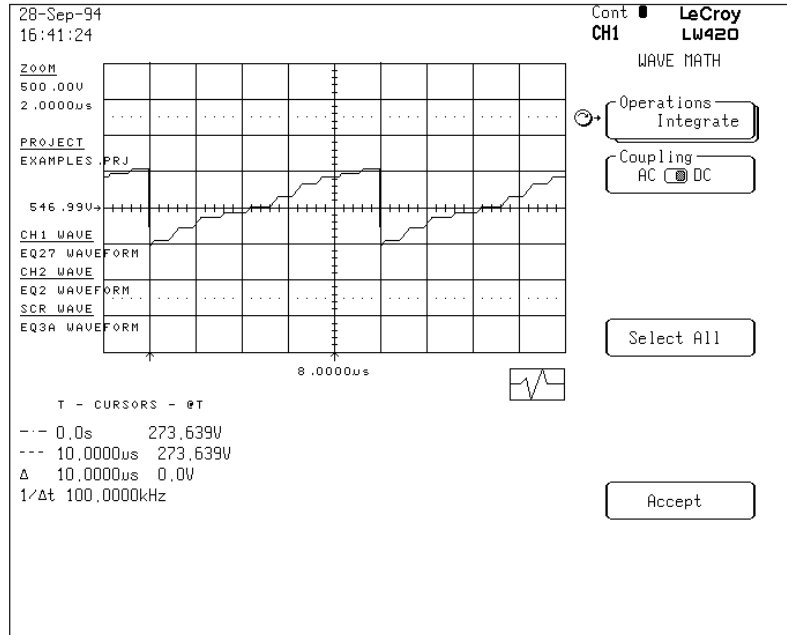 28-Sep-94
16:41:24
Cont LeCroy
CH1 LW420
WAVE MATH
Operations
Integrate
Coupling
AC DC
Select All
Accept
ZOOM
500.00V
2.0000us
PROJECT
EXAMPLES.PRJ
546.99V
CH1 WAVE
EQ27 WAVEFORM
CH2 WAVE
EQ2 WAVEFORM
SCR WAVE
EQ3A WAVEFORM
8.0000us
T - CURSORS - @T
0.0s 273.639V
10.0000us 273.639V
Δ 10.0000us 0.0V
1/Δt 100.0000kHz